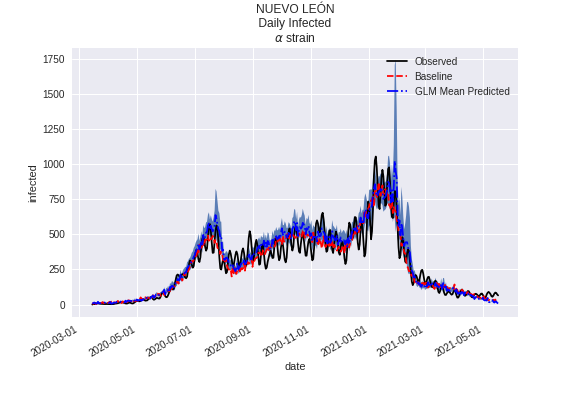 NUEVO LEÓN
Daily Infected
α strain
Observed
Baseline
GLM Mean Predicted
infected
1750
1500
1250
1000
750
500
250
0
2020-03-01
2020-05-01
2020-07-01
2020-09-01
2020-11-01
2021-01-01
2021-03-01
2021-05-01
date